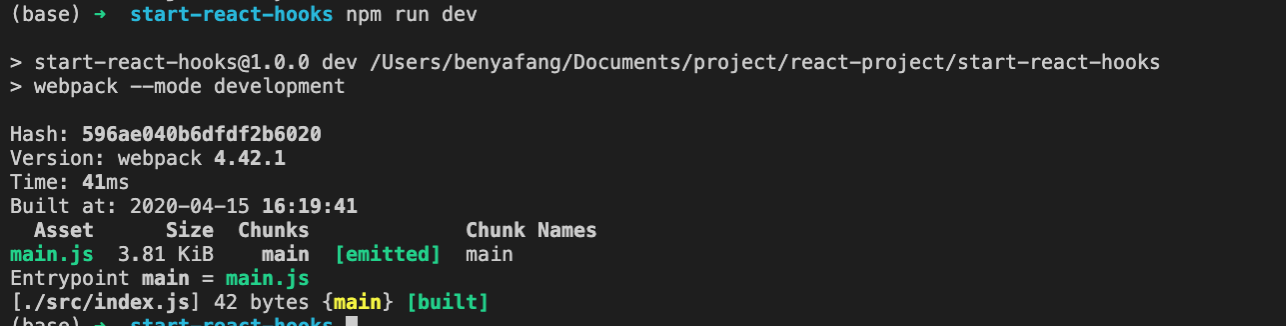 (base) ➜  start-react-hooks npm run dev
> start-react-hooks@1.0.0 dev /Users/benyafang/Documents/project/react-project/start-react-hooks
> webpack --mode development
Hash: 596ae040b6dfdf2b6020
Version: webpack 4.42.1
Time: 41ms
Built at: 2020-04-15 16:19:41
  Asset      Size  Chunks             Chunk Names
main.js  3.81 KiB    main  [emitted]  main
Entrypoint main = main.js
[./src/index.js] 42 bytes {main} [built]
(base) ➜  start-react-hooks